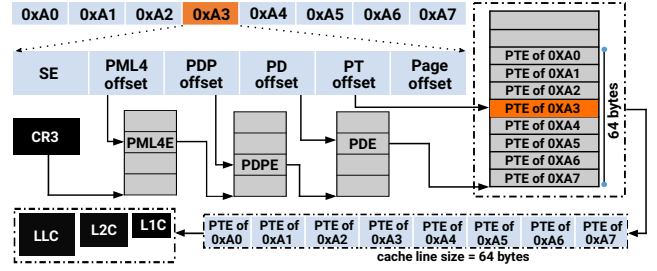 0xA0 0xA1 0xA2 0xA3 0xA4 0xA5 0xA6 0xA7
SE PML4 offset PDP offset PD offset PT offset Page offset
CR3
PML4E
PDPE
PDE
PTE of 0XA0
PTE of 0XA1
PTE of 0XA2
PTE of 0XA3
PTE of 0XA4
PTE of 0XA5
PTE of 0XA6
PTE of 0XA7
64 bytes
LLC L2C L1C
PTE of PTE of PTE of PTE of PTE of PTE of PTE of PTE of
0xA0 0xA1 0xA2 0xA3 0xA4 0xA5 0xA6 0xA7
cache line size = 64 bytes